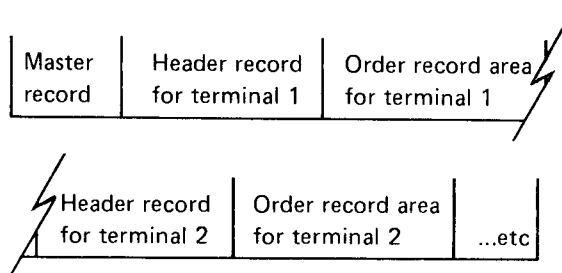 Master
record
Header record
for terminal 1
Order record area
for terminal 1
Header record
for terminal 2
Order record area
for terminal 2
...etc